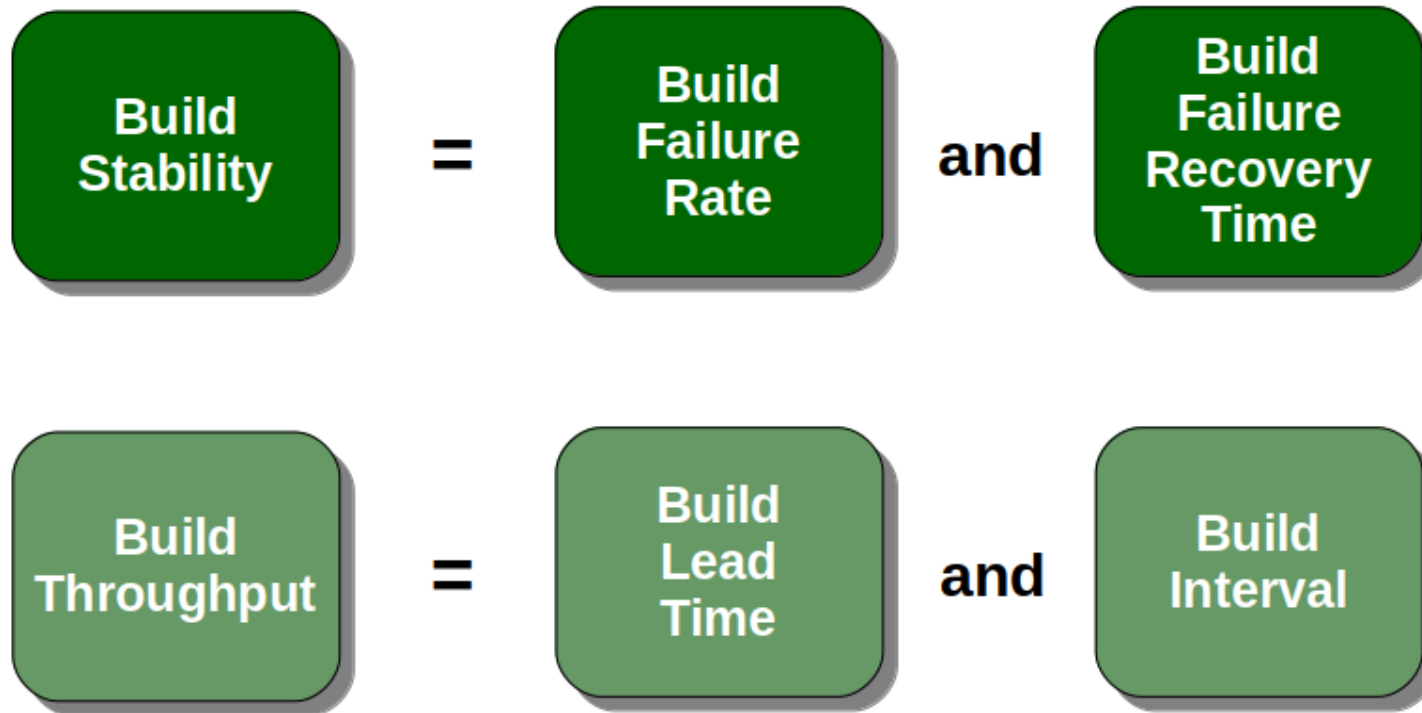 Build
Stability
=
Build
Failure
Rate
and
Build
Failure
Recovery
Time
Build
Throughput
=
Build
Lead
Time
and
Build
Interval